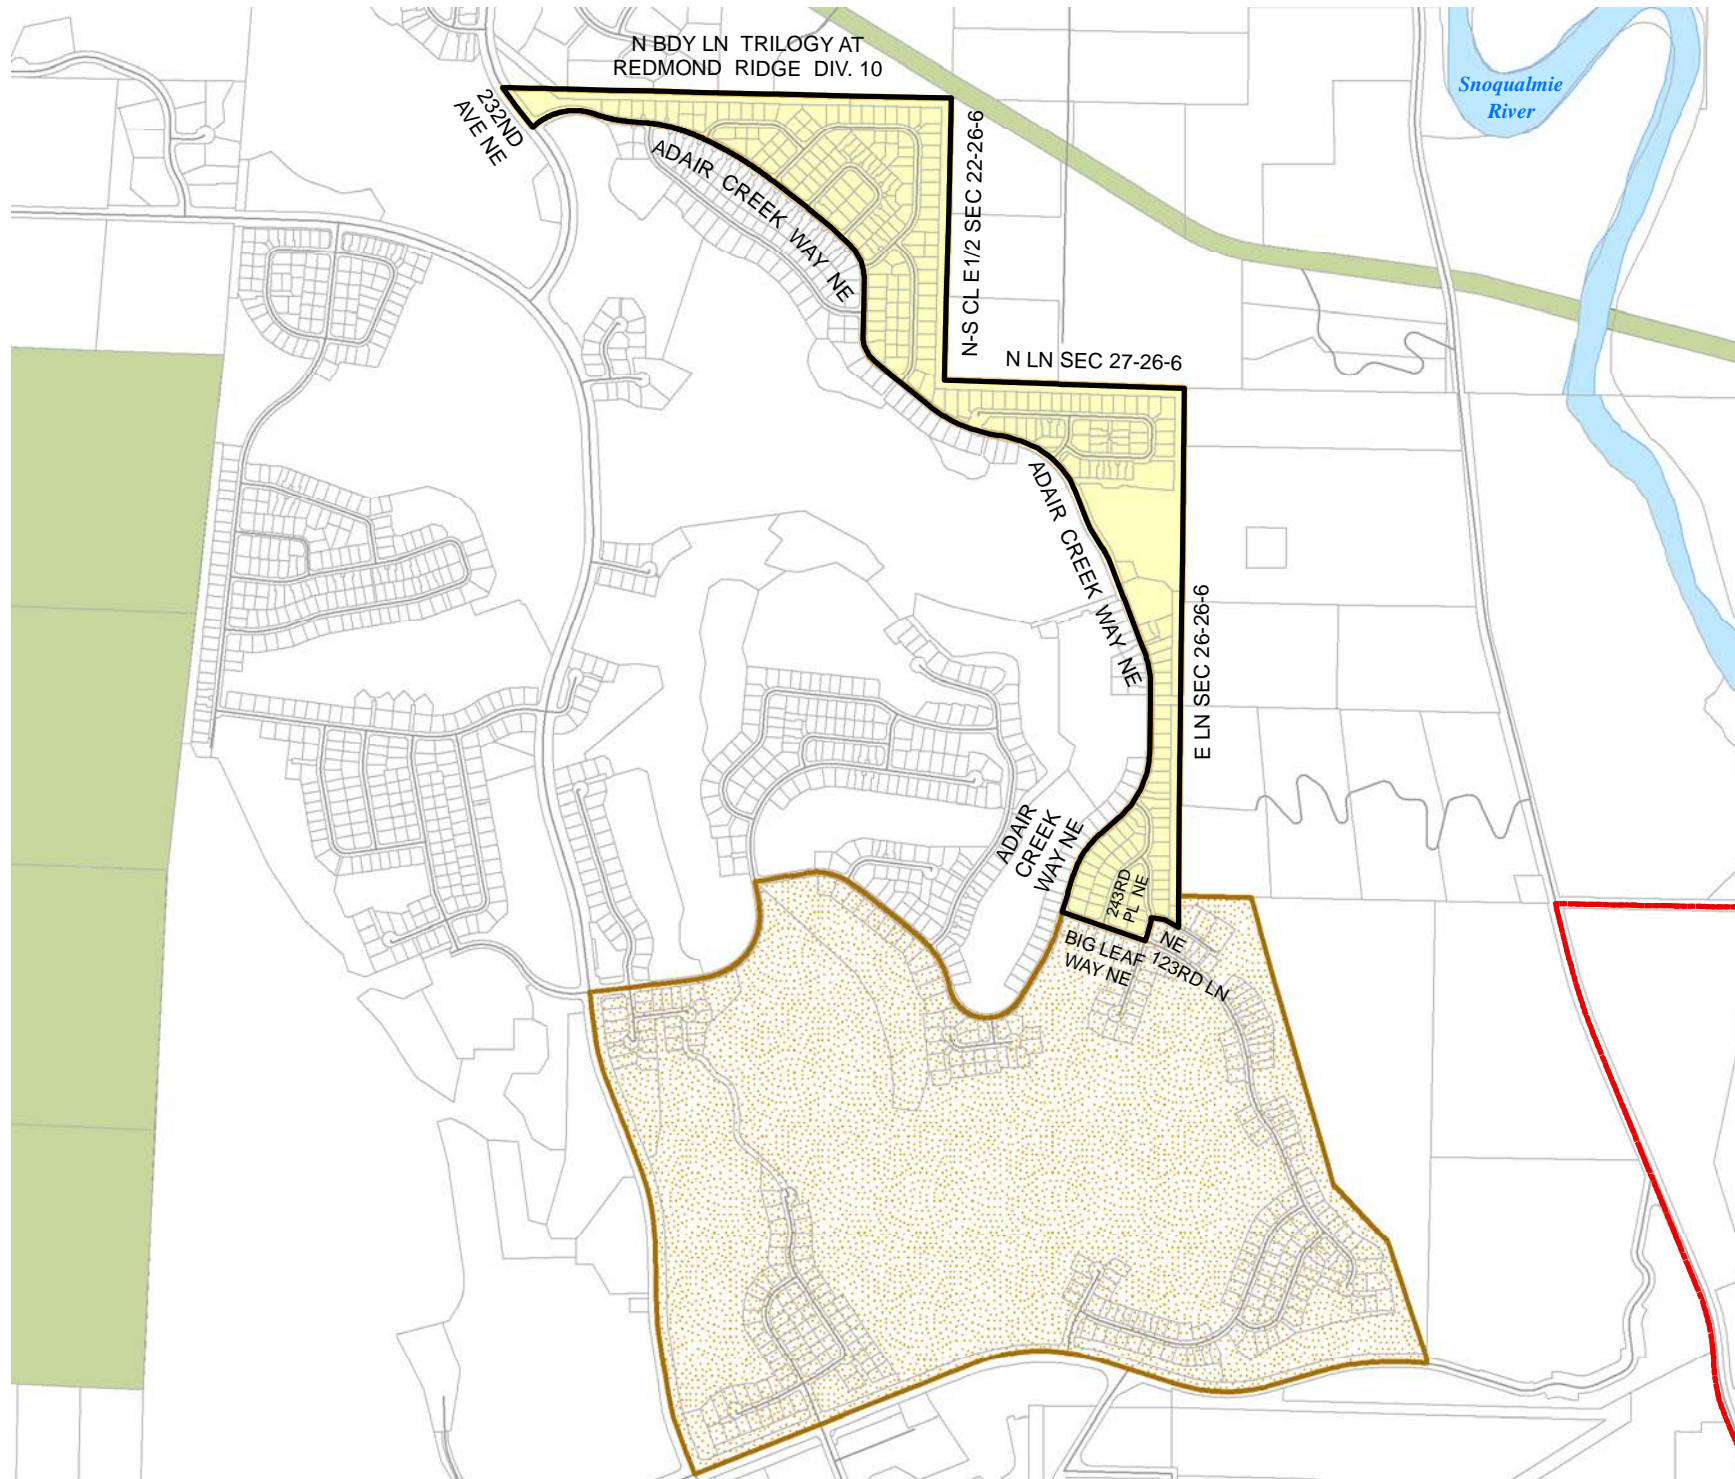 N BDY LN TRILOGY AT
REDMOND RIDGE DIV. 10
Snoqualmie
River
232ND
AVE NE
ADAIR CREEK WAY NE
N-S CL E1/2 SEC 22-26-6
N LN SEC 27-26-6
ADAIR CREEK WAY NE
E LN SEC 26-26-6
ADAIR
CREEK
WAY NE
243RD
PL NE
BIG LEAF
WAY NE
NE
123RD LN